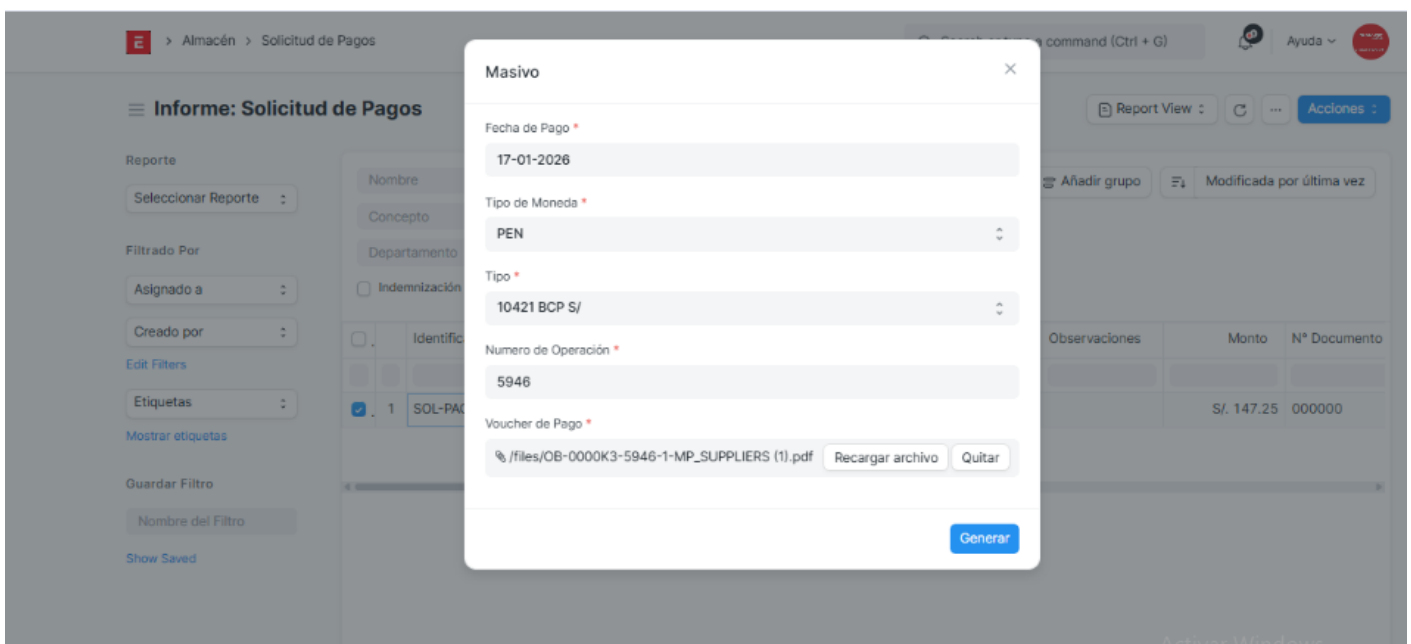 E > Almacén > Solicitud de Pagos
a command (Ctrl + G)
Ayuda
Informe: Solicitud de Pagos
Report View
Acciones
Reporte
Seleccionar Reporte
Filtrado Por
Asignado a
Creado por
Edit Filters
Etiquetas
Mostrar etiquetas
Guardar Filtro
Nombre del Filtro
Show Saved
Nombre
Concepto
Departamento
Indemnización
Añadir grupo
Modificada por última vez
Identific
Observaciones
Monto
N° Documento
1 SOL-PAG
S/. 147.25
000000
Masivo
Fecha de Pago *
17-01-2026
Tipo de Moneda *
PEN
Tipo *
10421 BCP S/
Numero de Operación *
5946
Voucher de Pago *
/files/OB-0000K3-5946-1-MP_SUPPLIERS (1).pdf
Recargar archivo
Quitar
Generar